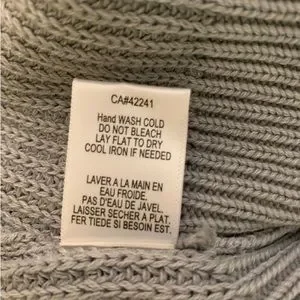 CA#42241
Hand WASH COLD
DO NOT BLEACH
LAY FLAT TO DRY
COOL IRON IF NEEDED
LAVER A LA MAIN EN
EAU FROIDE.
PAS D'EAU DE JAVEL.
LAISSER SECHER A PLAT.
FER TIEDE SI BESOIN EST.